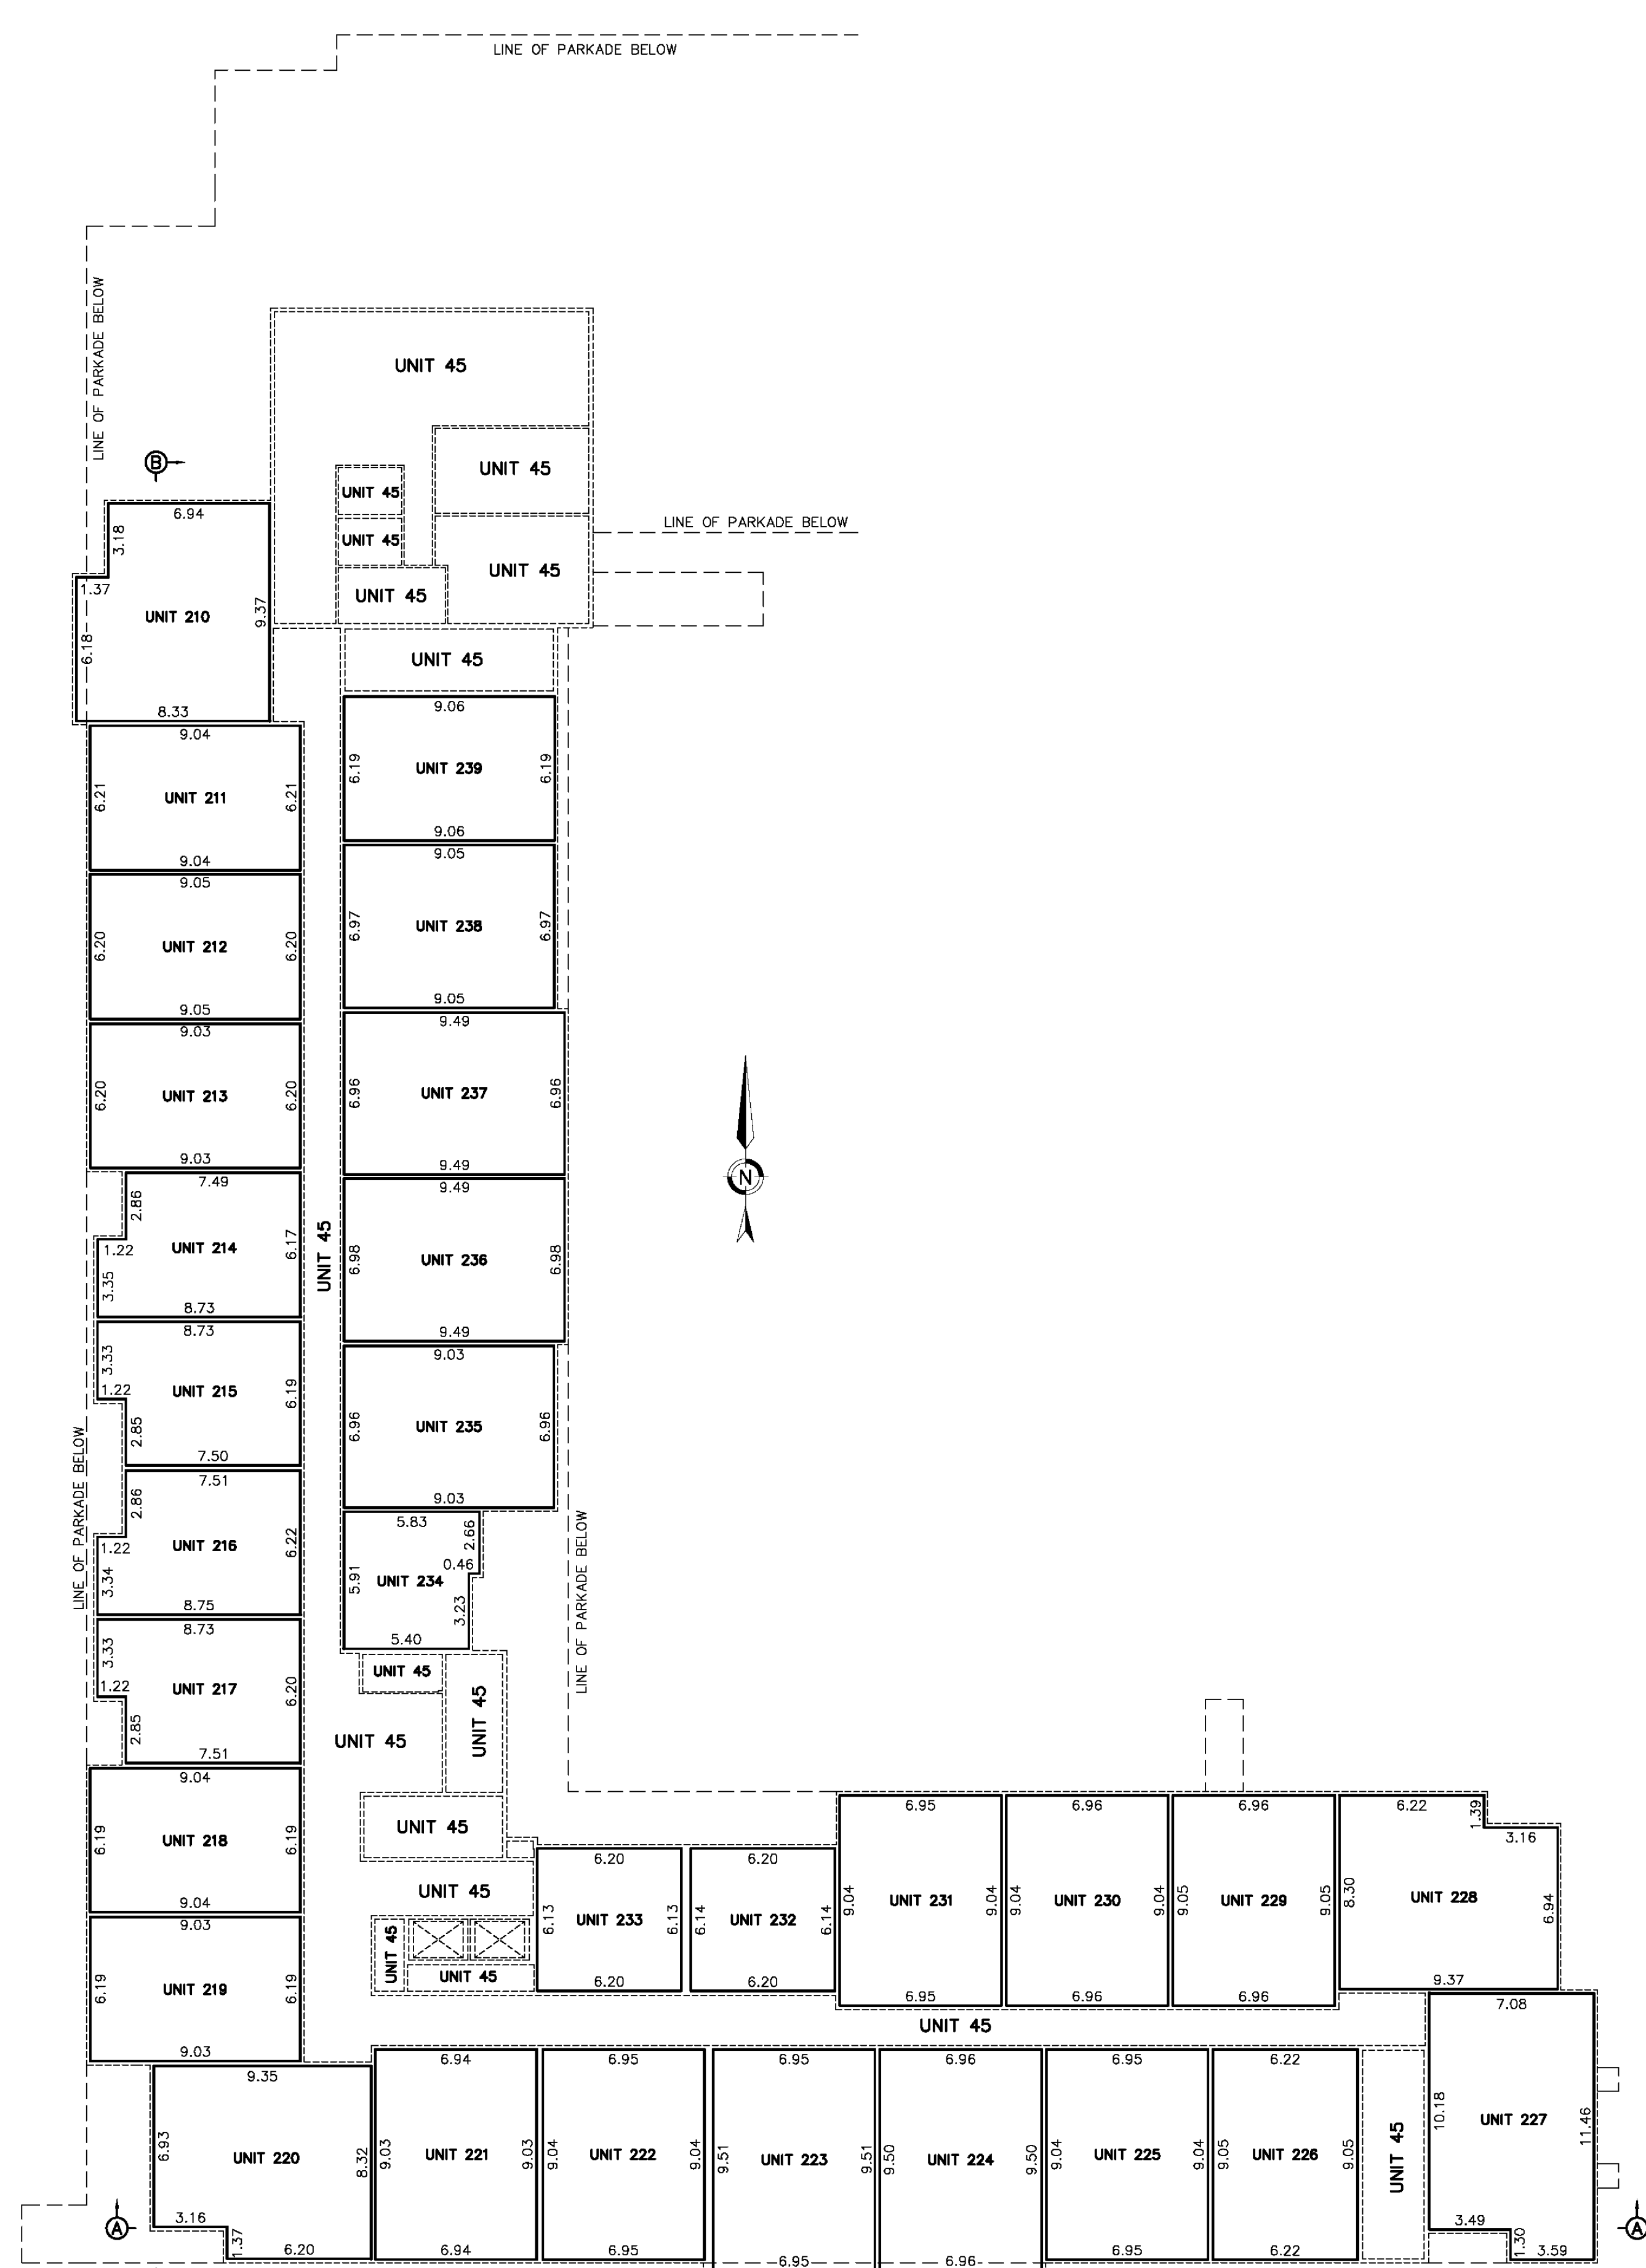 LINE OF PARKADE BELOW
LINE OF PARKADE BELOW
UNIT 45
B
UNIT 45
UNIT 45
UNIT 45
UNIT 45
UNIT 45
LINE OF PARKADE BELOW
6.94
3.18
1.37
UNIT 210
9.37
6.18
8.33
UNIT 45
9.04
6.21
UNIT 211
6.21
9.04
9.05
6.20
UNIT 212
6.20
9.05
9.03
6.20
UNIT 213
6.20
9.03
7.49
2.86
1.22
UNIT 214
6.17
3.35
8.73
8.73
3.33
1.22
UNIT 215
6.19
2.85
7.50
7.51
2.86
1.22
UNIT 216
6.22
3.34
8.75
8.73
3.33
1.22
UNIT 217
6.20
2.85
7.51
9.04
6.19
UNIT 218
6.19
9.04
9.03
6.19
UNIT 219
6.19
9.03
LINE OF PARKADE BELOW
UNIT 45
9.06
6.19
UNIT 239
6.19
9.06
9.05
6.97
UNIT 238
6.97
9.05
9.49
6.96
UNIT 237
6.96
9.49
9.49
6.98
UNIT 236
6.98
9.49
9.03
6.96
UNIT 235
6.96
9.03
5.83
2.66
0.46
5.91
UNIT 234
3.23
5.40
N
LINE OF PARKADE BELOW
UNIT 45
UNIT 45
UNIT 45
UNIT 45
UNIT 45
UNIT 45
UNIT 45
6.20
6.13
UNIT 233
6.13
6.20
6.20
6.14
UNIT 232
6.14
6.20
6.95
9.04
UNIT 231
9.04
6.95
6.96
9.04
UNIT 230
9.04
6.96
6.96
9.05
UNIT 229
9.05
6.96
6.22
1.39
3.16
8.30
UNIT 228
6.94
9.37
UNIT 45
9.35
6.93
UNIT 220
8.32
3.16
1.37
6.20
6.94
9.03
UNIT 221
9.03
6.94
6.95
9.04
UNIT 222
9.04
6.95
6.95
9.51
UNIT 223
9.51
6.95
6.96
9.50
UNIT 224
9.50
6.96
6.95
9.04
UNIT 225
9.04
6.95
6.22
9.05
UNIT 226
9.05
6.22
UNIT 45
7.08
10.18
UNIT 227
11.46
3.49
1.30
3.59
A
A